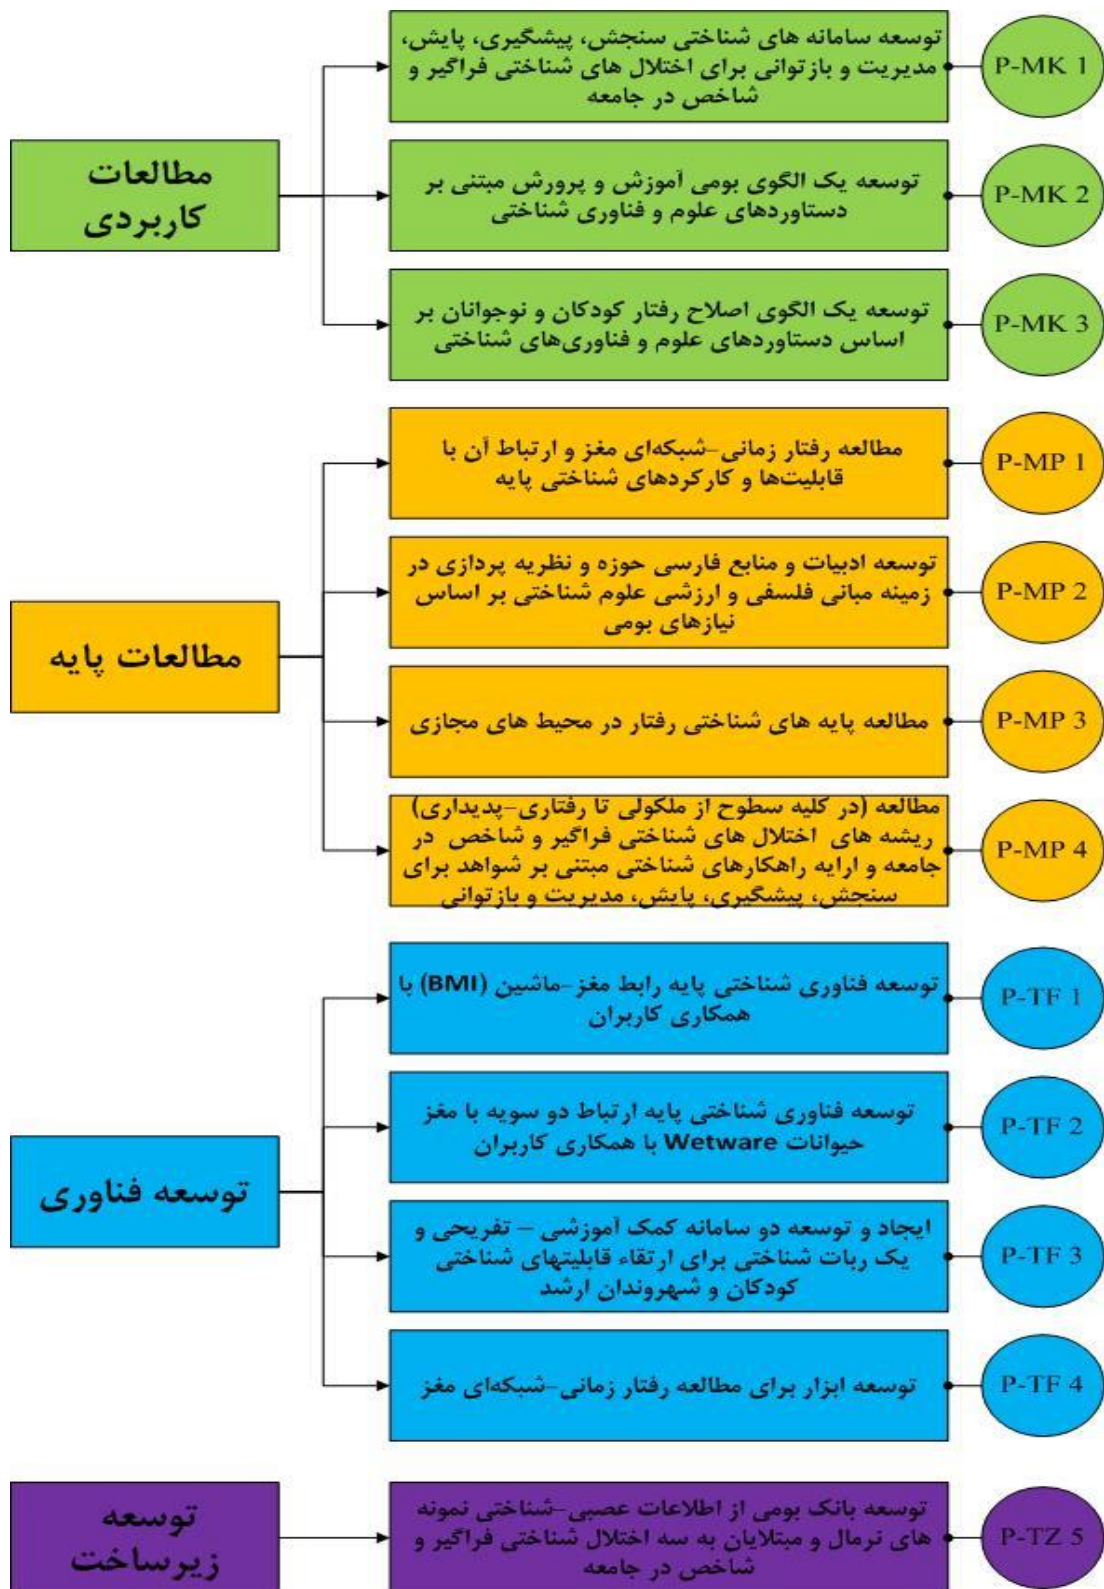 P-MK 1
توسعه سامانه های شناختی سنجش، پیشگیری، پایش،
مدیریت و بازتوانی برای اختلال های شناختی فراگیر و
شاخص در جامعه
مطالعات
کاربردی
P-MK 2
توسعه یک الگوی بومی آموزش و پرورش مبتنی بر
دستاوردهای علوم و فناوری شناختی
P-MK 3
توسعه یک الگوی اصلاح رفتار کودکان و نوجوانان بر
اساس دستاوردهای علوم و فناوری‌های شناختی
P-MP 1
مطالعه رفتار زمانی-شبکه‌ای مغز و ارتباط آن با
قابلیت‌ها و کارکردهای شناختی پایه
P-MP 2
توسعه ادبیات و منابع فارسی حوزه و نظریه پردازی در
زمینه مبانی فلسفی و ارزشی علوم شناختی بر اساس
نیازهای بومی
مطالعات پایه
P-MP 3
مطالعه پایه های شناختی رفتار در محیط های مجازی
P-MP 4
مطالعه (در کلیه سطوح از ملکولی تا رفتاری-پدیداری)
ریشه های اختلال های شناختی فراگیر و شاخص در
جامعه و ارایه راهکارهای شناختی مبتنی بر شواهد برای
سنجش، پیشگیری، پایش، مدیریت و بازتوانی
P-TF 1
توسعه فناوری شناختی پایه رابط مغز-ماشین (BMI) با
همکاری کاربران
P-TF 2
توسعه فناوری شناختی پایه ارتباط دو سویه با مغز
حیوانات Wetware با همکاری کاربران
توسعه فناوری
P-TF 3
ایجاد و توسعه دو سامانه کمک آموزشی – تفریحی و
یک ربات شناختی برای ارتقاء قابلیتهای شناختی
کودکان و شهروندان ارشد
P-TF 4
توسعه ابزار برای مطالعه رفتار زمانی-شبکه‌ای مغز
P-TZ 5
توسعه بانک بومی از اطلاعات عصبی-شناختی نمونه
های نرمال و مبتلایان به سه اختلال شناختی فراگیر و
شاخص در جامعه
توسعه
زیرساخت